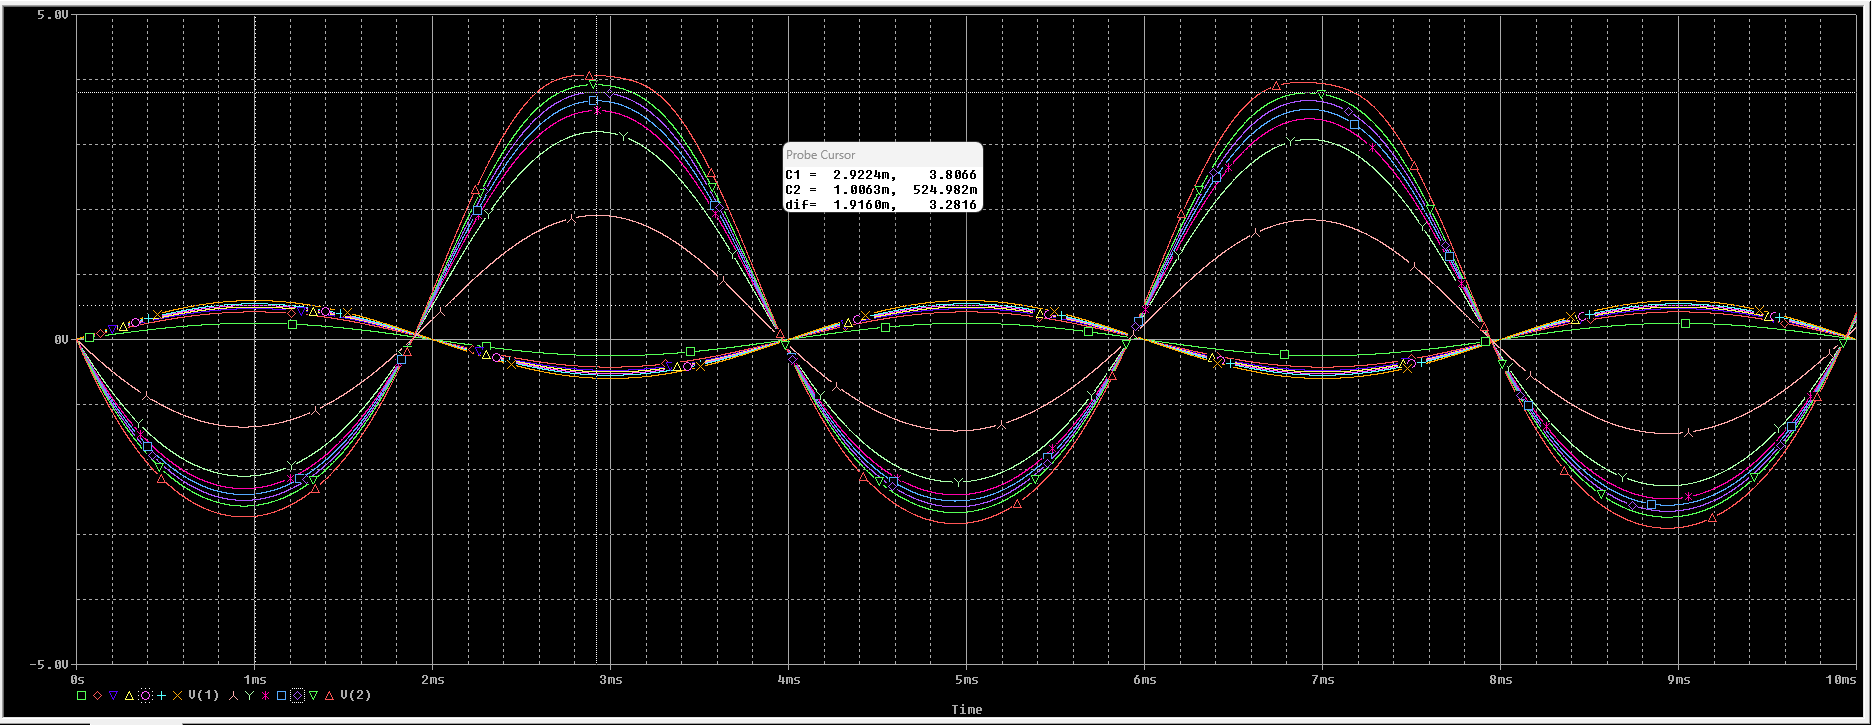 5.0V
Probe Cursor
C1 = 2.9224m, 3.8066
C2 = 1.0063m, 524.982m
dif= 1.9160m, 3.2816
0V
-5.0V
0s 1ms 2ms 3ms 4ms 5ms 6ms 7ms 8ms 9ms 10ms
V(1) V(2)
Time